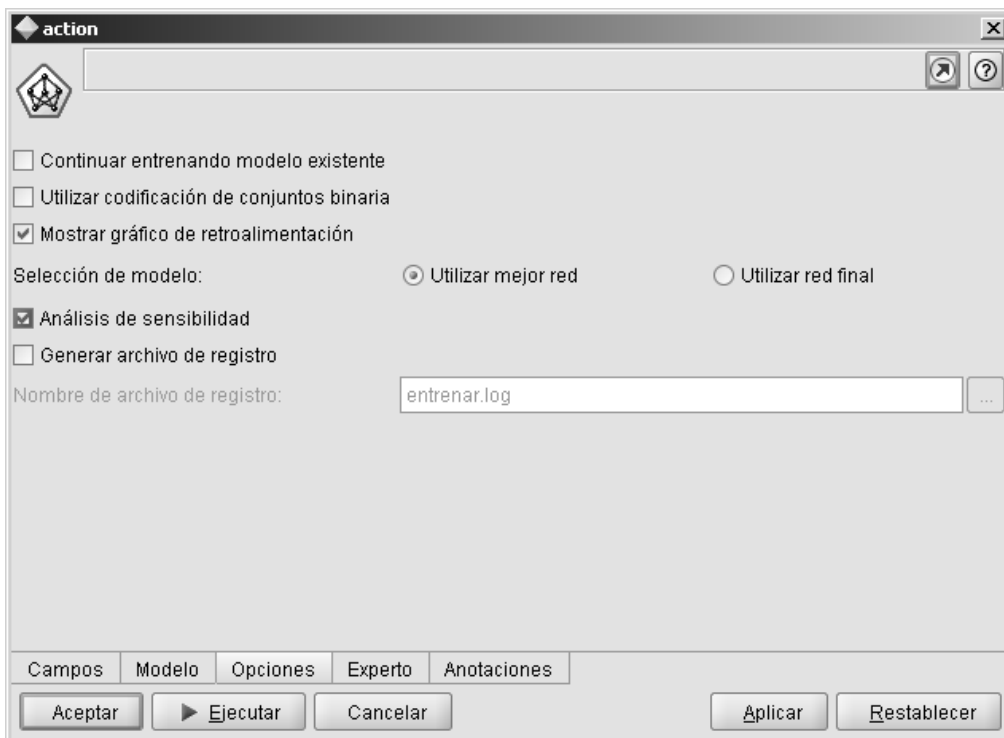 action
Continuar entrenando modelo existente
Utilizar codificación de conjuntos binaria
Mostrar gráfico de retroalimentación
Selección de modelo: Utilizar mejor red Utilizar red final
Análisis de sensibilidad
Generar archivo de registro
Nombre de archivo de registro: entrenar.log ...
Campos Modelo Opciones Experto Anotaciones
Aceptar Ejecutar Cancelar Aplicar Restablecer